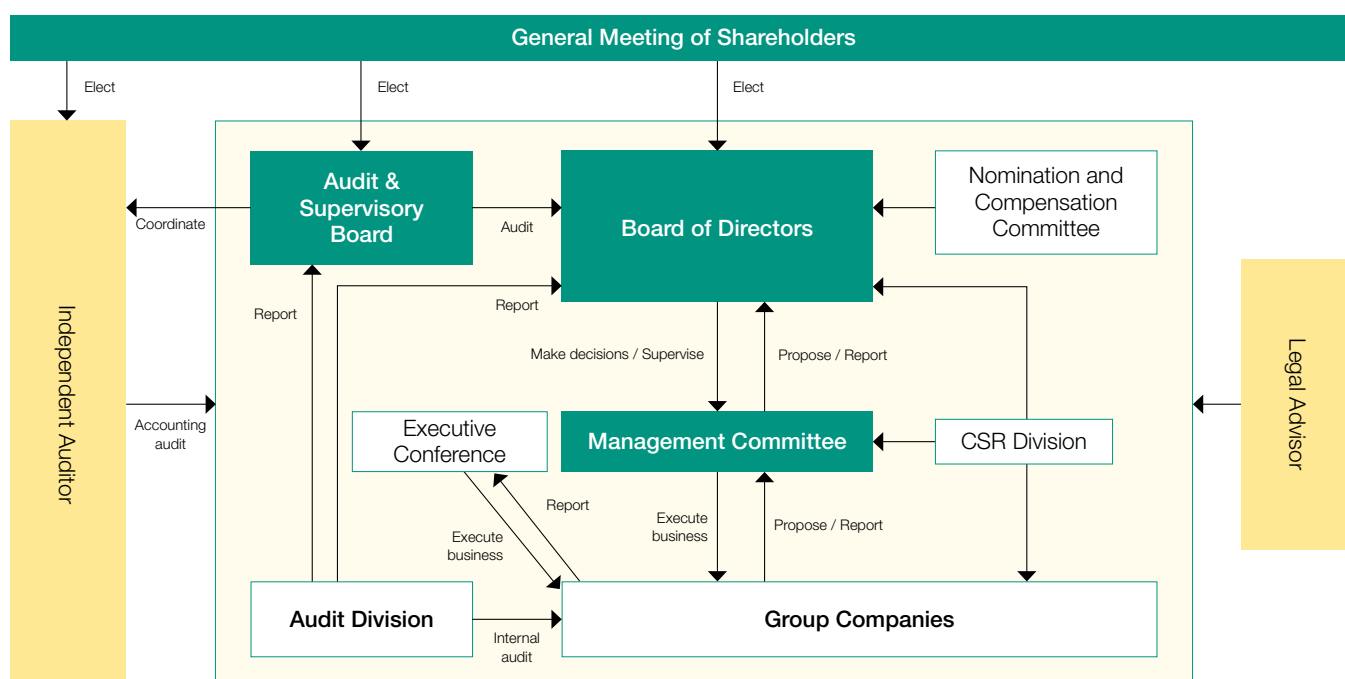 General Meeting of Shareholders
Elect
Elect
Elect
Audit &
Supervisory
Board
Board of Directors
Nomination and
Compensation
Committee
Coordinate
Audit
Report
Report
Independent Auditor
Legal Advisor
Make decisions / Supervise
Propose / Report
Accounting
audit
Executive
Conference
Management Committee
CSR Division
Report
Execute
business
Execute
business
Propose / Report
Audit Division
Internal
audit
Group Companies